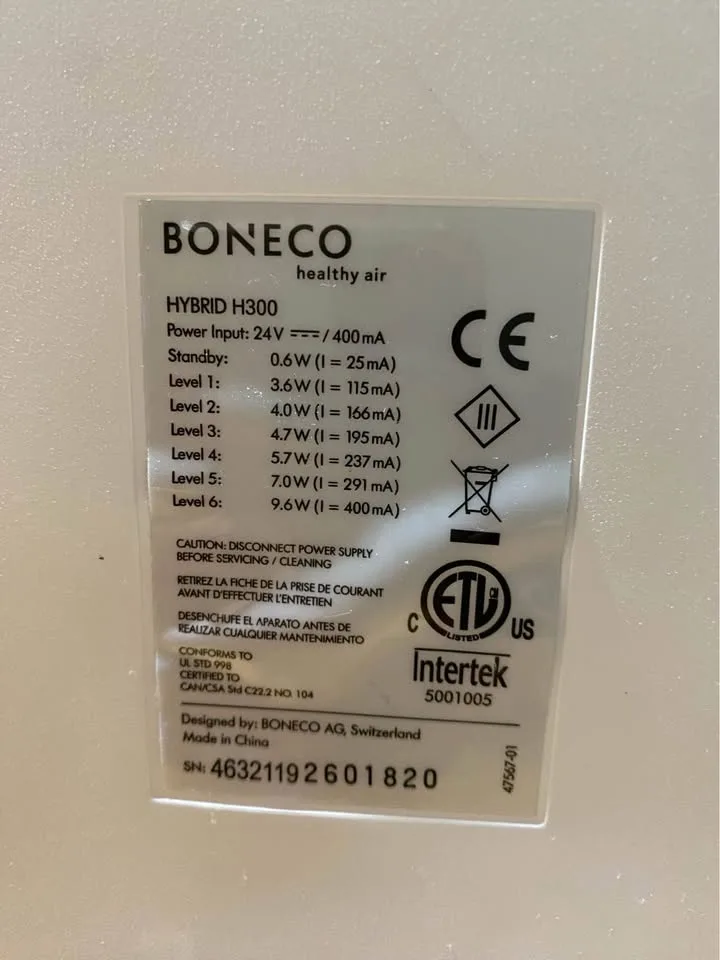 BONECO
healthy air
HYBRID H300
Power Input: 24V ⎓ / 400mA
Standby: 0.6W (I = 25mA)
Level 1: 3.6W (I = 115mA)
Level 2: 4.0W (I = 166mA)
Level 3: 4.7W (I = 195mA)
Level 4: 5.7W (I = 237mA)
Level 5: 7.0W (I = 291mA)
Level 6: 9.6W (I = 400mA)
CE
III
CAUTION: DISCONNECT POWER SUPPLY
BEFORE SERVICING / CLEANING
RETIREZ LA FICHE DE LA PRISE DE COURANT
AVANT D'EFFECTUER L'ENTRETIEN
DESENCHUFE EL APARATO ANTES DE
REALIZAR CUALQUIER MANTENIMIENTO
CONFORMS TO
UL STD 998
CERTIFIED TO
CAN/CSA Std C22.2 NO. 104
ETL CM
LISTED
C US
Intertek
5001005
Designed by: BONECO AG, Switzerland
Made in China
SN: 46321192601820
47567-01